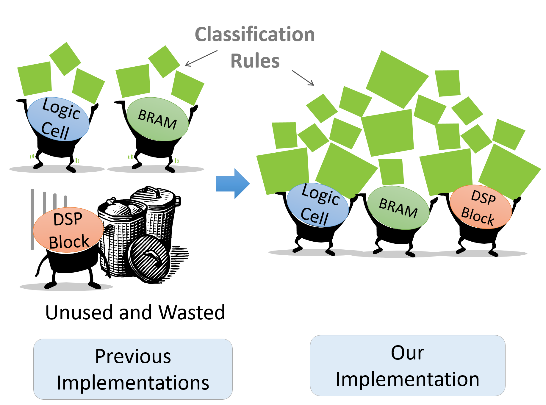 Classification
Rules
Logic
Cell
BRAM
DSP
Block
Unused and Wasted
Previous
Implementations
Logic
Cell
BRAM
DSP
Block
Our
Implementation